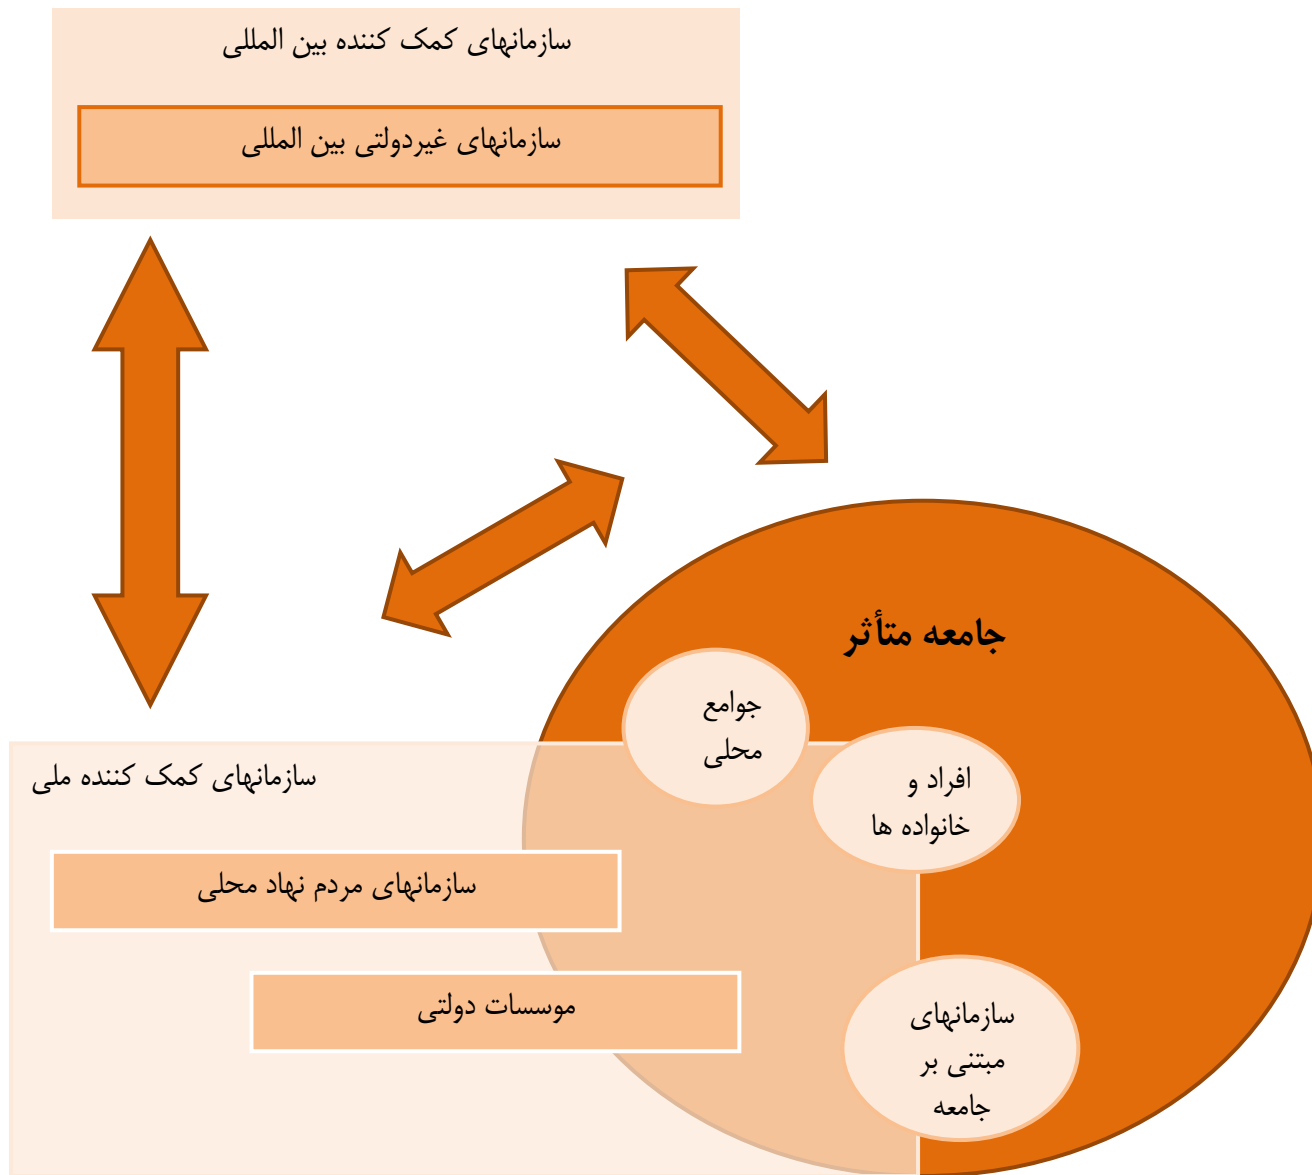 سازمانهای کمک کننده بین المللی
سازمانهای غیردولتی بین المللی
جامعه متأثر
جوامع
محلی
افراد و
خانواده ها
سازمانهای کمک کننده ملی
سازمانهای مردم نهاد محلی
موسسات دولتی
سازمانهای
مبتنی بر
جامعه